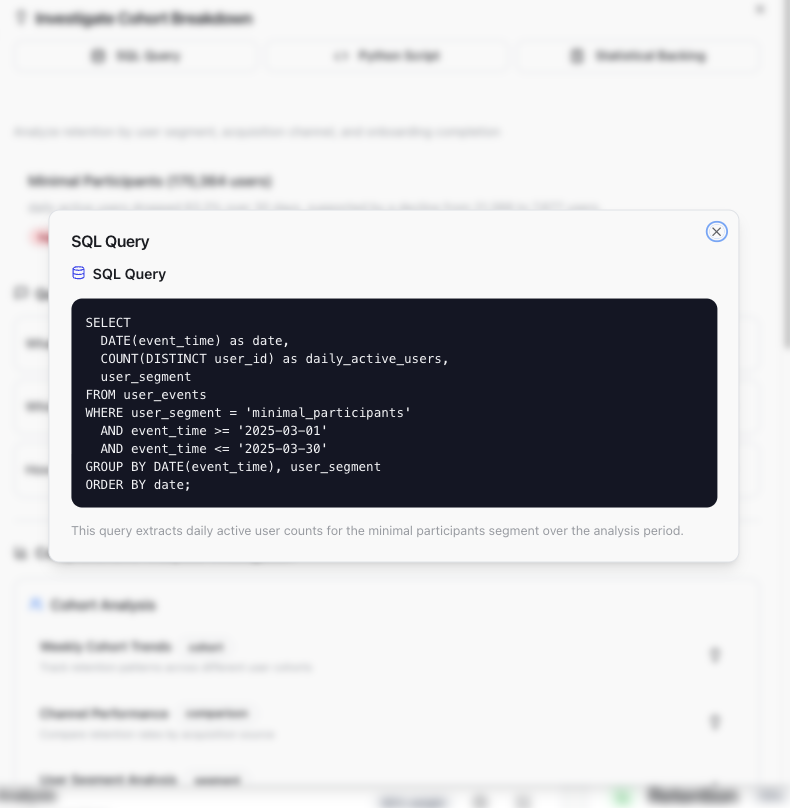 Investigate Cohort Breakdown
SQL Query
Python Script
Statistical Backing
Analyze retention by user segment, acquisition channel, and onboarding completion
Minimal Participants (170,564 users)
SQL Query
SQL Query
SELECT
  DATE(event_time) as date,
  COUNT(DISTINCT user_id) as daily_active_users,
  user_segment
FROM user_events
WHERE user_segment = 'minimal_participants'
  AND event_time >= '2025-03-01'
  AND event_time <= '2025-03-30'
GROUP BY DATE(event_time), user_segment
ORDER BY date;
This query extracts daily active user counts for the minimal participants segment over the analysis period.
Cohort Analysis
Weekly Cohort Trends cohort
Track retention patterns across different user cohorts
Channel Performance comparison
Compare retention rates by acquisition source
User Segment Analysis segment
Retention